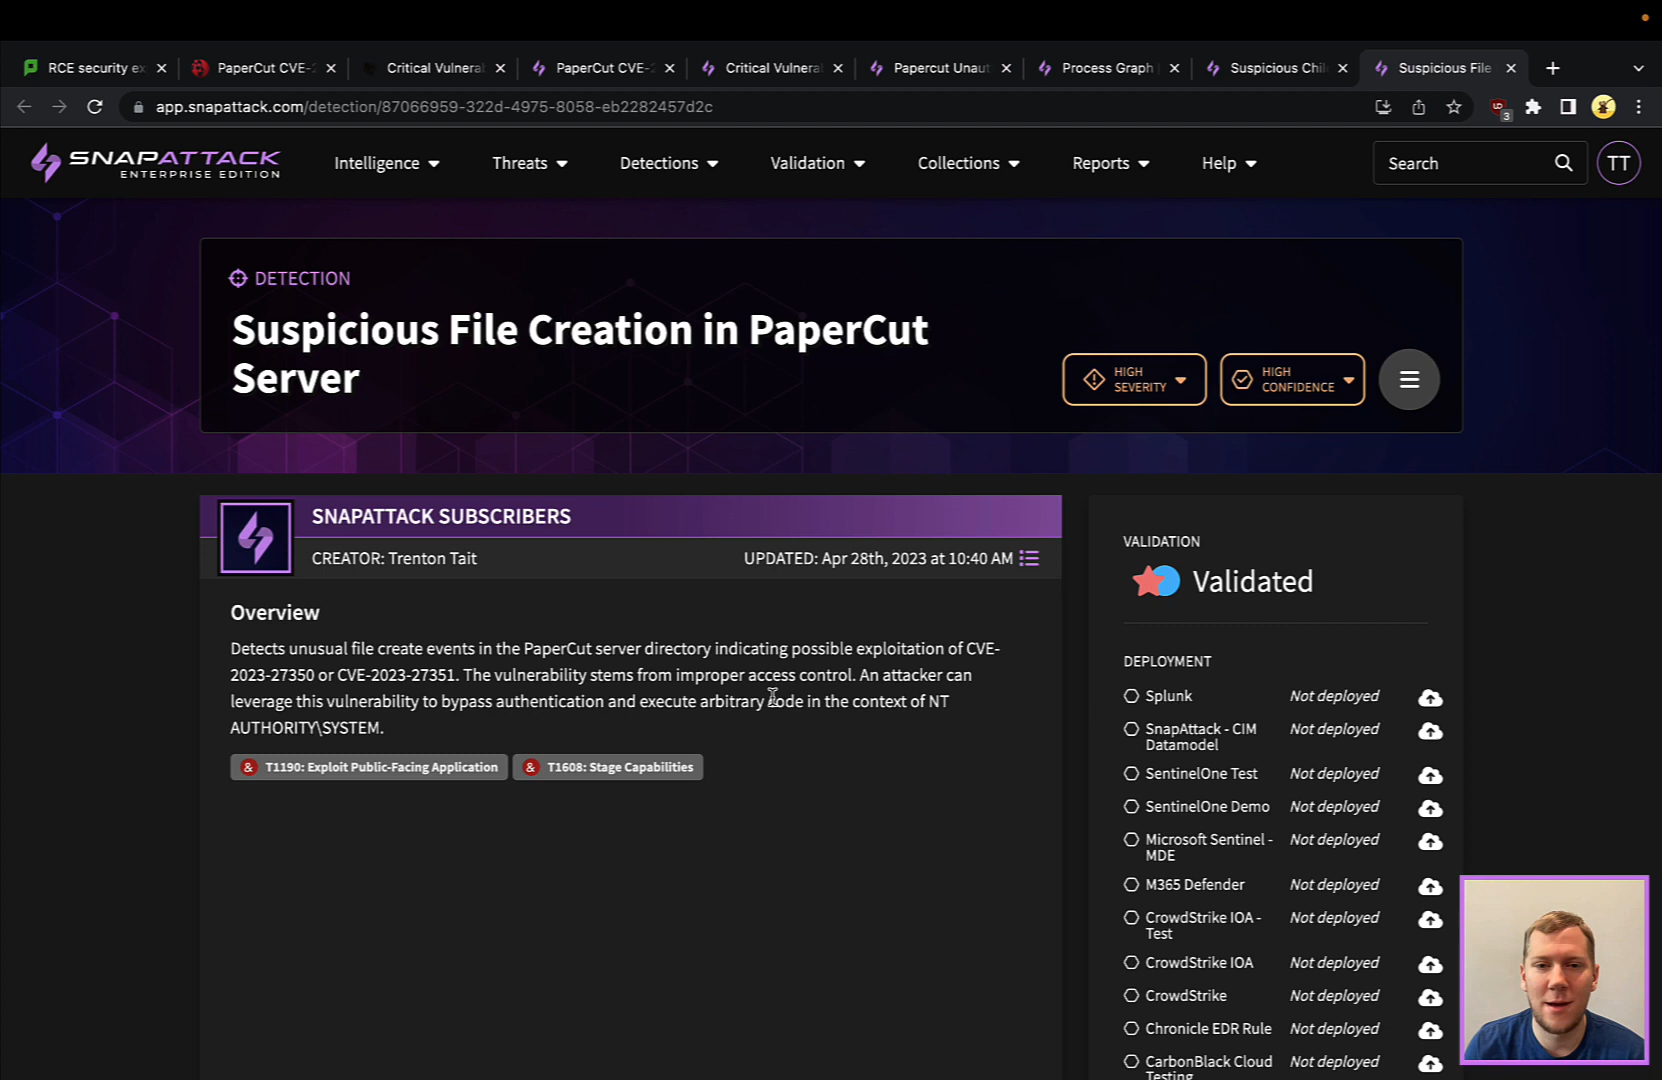 RCE security ex
PaperCut CVE-2
Critical Vulnera
PaperCut CVE-2
Critical Vulnera
Papercut Unaut
Process Graph
Suspicious Chil
Suspicious File
app.snapattack.com/detection/87066959-322d-4975-8058-eb2282457d2c
3
SNAPATTACK
ENTERPRISE EDITION
Intelligence
Threats
Detections
Validation
Collections
Reports
Help
Search
TT
DETECTION
Suspicious File Creation in PaperCut
Server
HIGH
SEVERITY
HIGH
CONFIDENCE
SNAPATTACK SUBSCRIBERS
CREATOR: Trenton Tait
UPDATED: Apr 28th, 2023 at 10:40 AM
Overview
Detects unusual file create events in the PaperCut server directory indicating possible exploitation of CVE-
2023-27350 or CVE-2023-27351. The vulnerability stems from improper access control. An attacker can
leverage this vulnerability to bypass authentication and execute arbitrary code in the context of NT
AUTHORITY\SYSTEM.
& T1190: Exploit Public-Facing Application
& T1608: Stage Capabilities
VALIDATION
Validated
DEPLOYMENT
Splunk Not deployed
SnapAttack - CIM Not deployed
Datamodel
SentinelOne Test Not deployed
SentinelOne Demo Not deployed
Microsoft Sentinel - Not deployed
MDE
M365 Defender Not deployed
CrowdStrike IOA - Not deployed
Test
CrowdStrike IOA Not deployed
CrowdStrike Not deployed
Chronicle EDR Rule Not deployed
CarbonBlack Cloud Not deployed
Testing